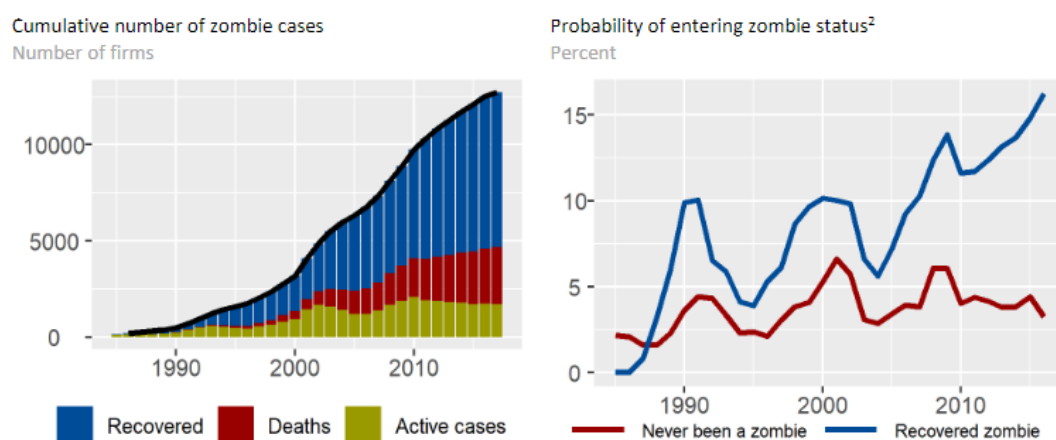 Cumulative number of zombie cases
Number of firms
10000
5000
0
1990
2000
2010
Recovered
Deaths
Active cases
Probability of entering zombie status²
Percent
15
10
5
0
1990
2000
2010
Never been a zombie
Recovered zombie